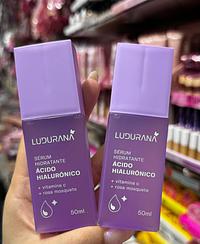 LUDURANA
SÉRUM
HIDRATANTE
ÁCIDO
HIALURÔNICO
+ vitamina c
+ rosa mosqueta
50ml
LUDURANA
SÉRUM
HIDRATANTE
ÁCIDO
HIALURÔNICO
+ vitamina c
+ rosa mosqueta
50ml